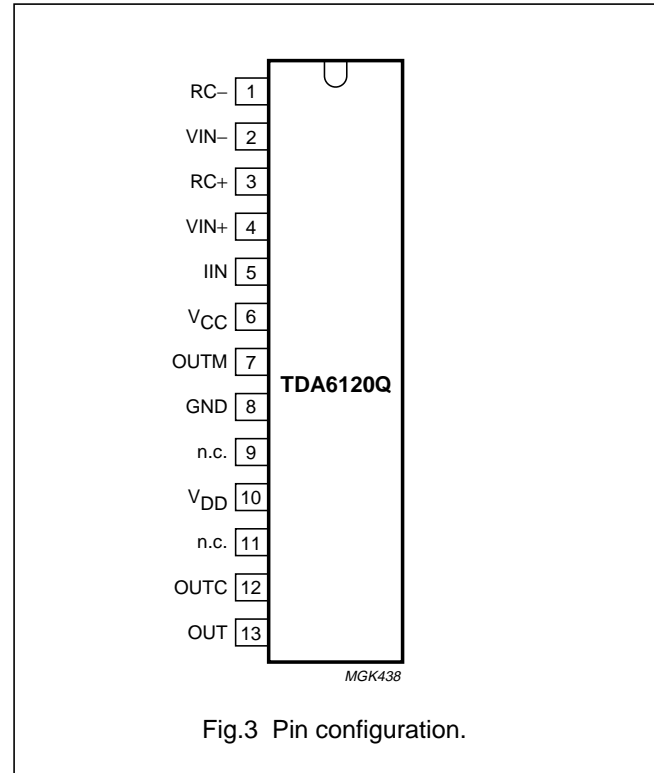 RC− 1
VIN− 2
RC+ 3
VIN+ 4
IIN 5
VCC 6
OUTM 7
TDA6120Q
GND 8
n.c. 9
VDD 10
n.c. 11
OUTC 12
OUT 13
MGK438
Fig.3 Pin configuration.